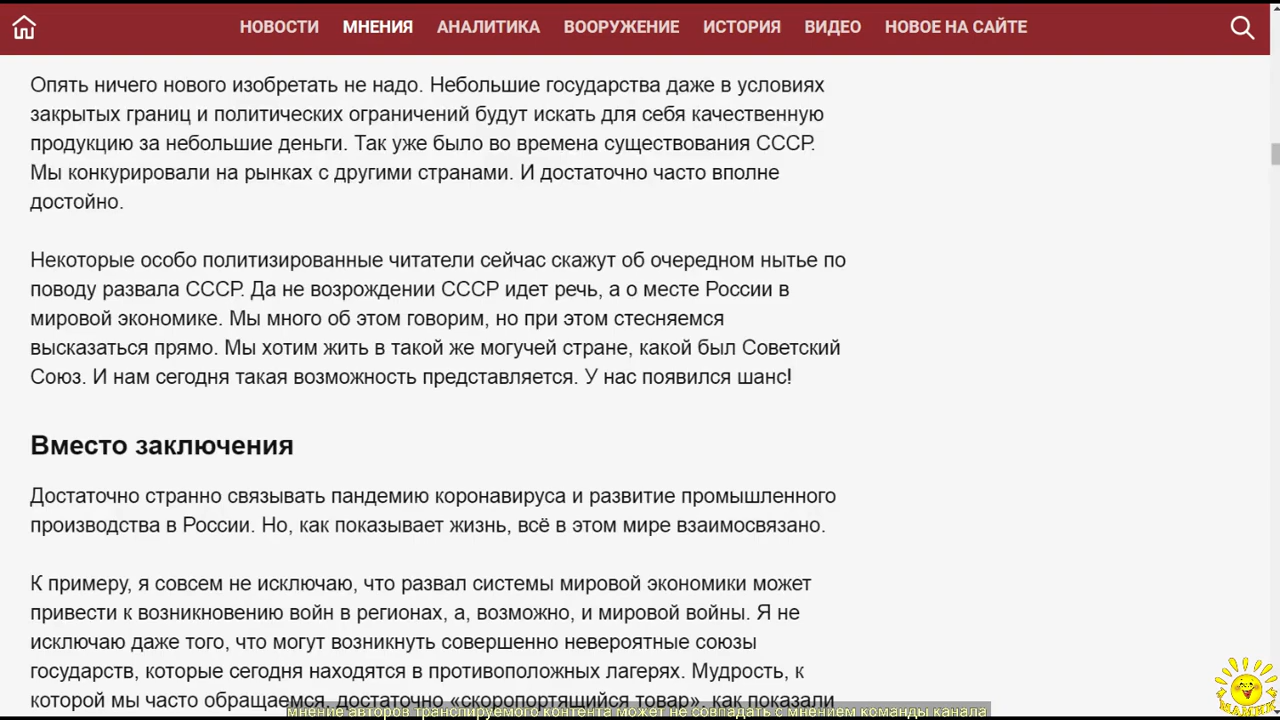 НОВОСТИ МНЕНИЯ АНАЛИТИКА ВООРУЖЕНИЕ ИСТОРИЯ ВИДЕО НОВОЕ НА САЙТЕ
Опять ничего нового изобретать не надо. Небольшие государства даже в условиях
закрытых границ и политических ограничений будут искать для себя качественную
продукцию за небольшие деньги. Так уже было во времена существования СССР.
Мы конкурировали на рынках с другими странами. И достаточно часто вполне
достойно.
Некоторые особо политизированные читатели сейчас скажут об очередном нытье по
поводу развала СССР. Да не возрождении СССР идет речь, а о месте России в
мировой экономике. Мы много об этом говорим, но при этом стесняемся
высказаться прямо. Мы хотим жить в такой же могучей стране, какой был Советский
Союз. И нам сегодня такая возможность представляется. У нас появился шанс!
Вместо заключения
Достаточно странно связывать пандемию коронавируса и развитие промышленного
производства в России. Но, как показывает жизнь, всё в этом мире взаимосвязано.
К примеру, я совсем не исключаю, что развал системы мировой экономики может
привести к возникновению войн в регионах, а, возможно, и мировой войны. Я не
исключаю даже того, что могут возникнуть совершенно невероятные союзы
государств, которые сегодня находятся в противоположных лагерях. Мудрость, к
которой мы часто обращаемся, достаточно «скоропортящийся товар», как показали
мнение авторов транслируемого контента может не совпадать с мнением команды канала